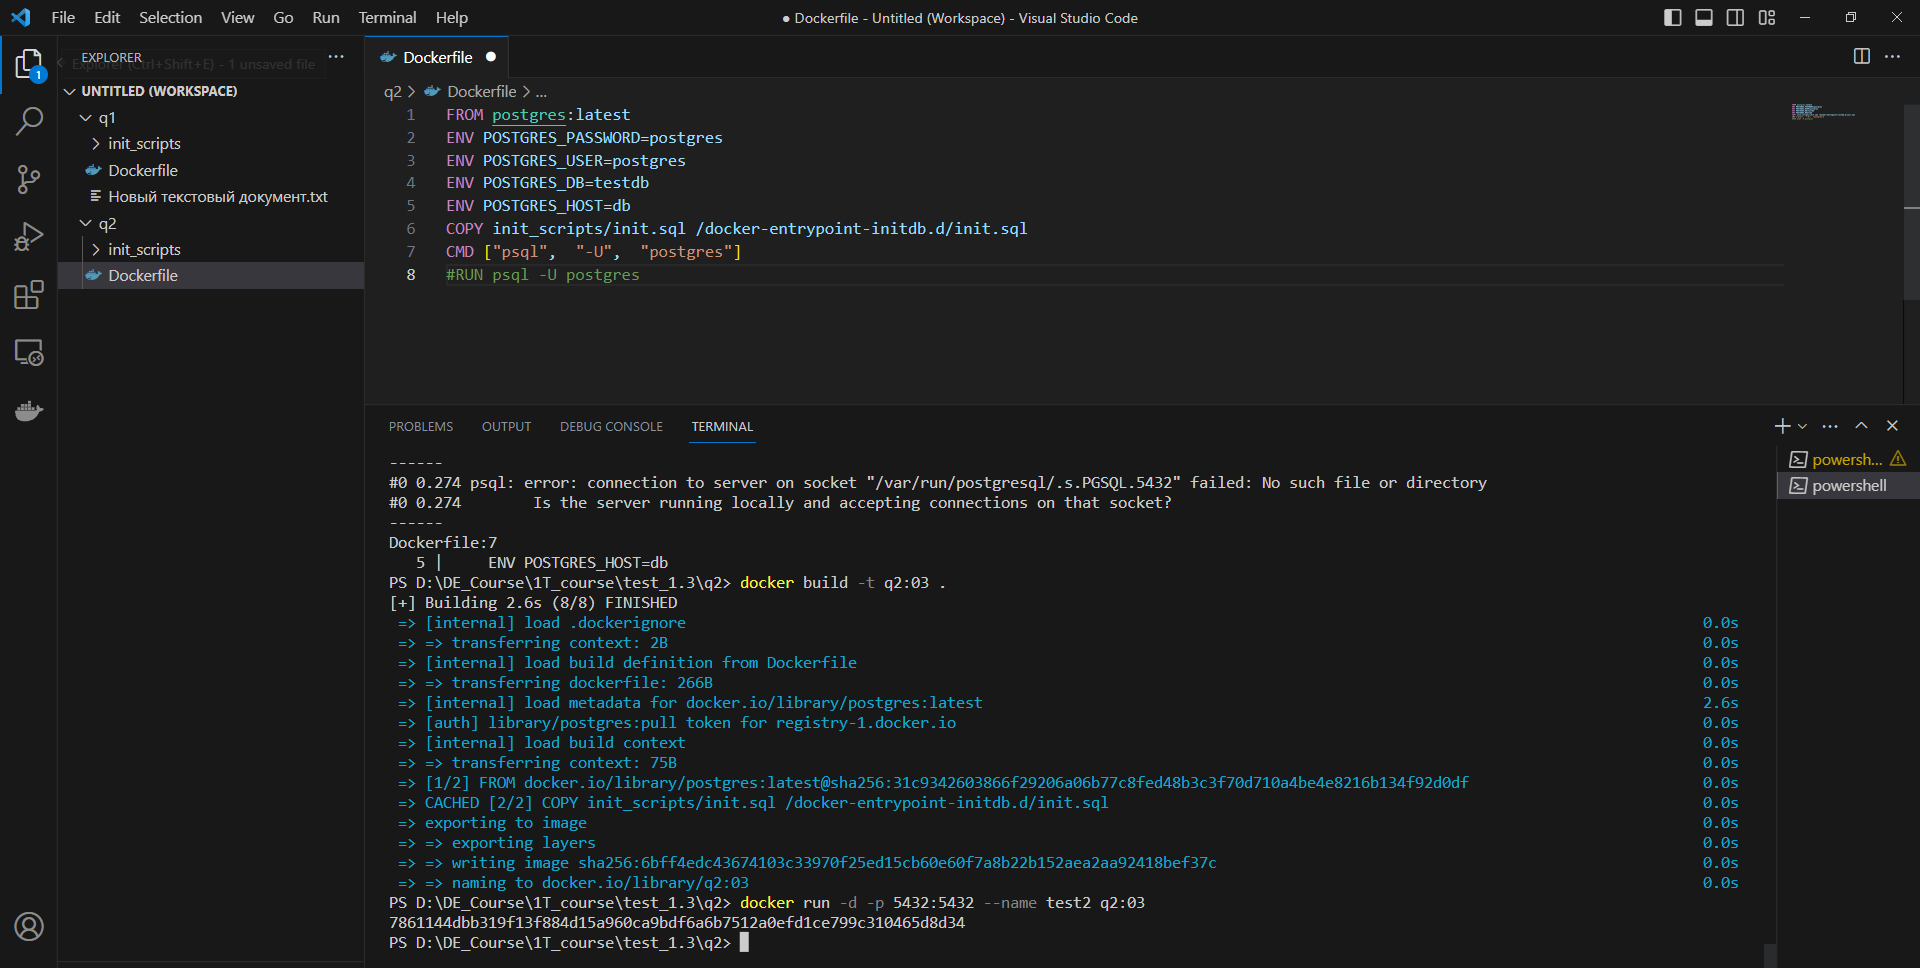 File Edit Selection View Go Run Terminal Help
● Dockerfile - Untitled (Workspace) - Visual Studio Code
EXPLORER
Explorer (Ctrl+Shift+E) - 1 unsaved file
1
UNTITLED (WORKSPACE)
q1
init_scripts
Dockerfile
Новый текстовый документ.txt
q2
init_scripts
Dockerfile
Dockerfile
q2 > Dockerfile > ...
1 FROM postgres:latest
2 ENV POSTGRES_PASSWORD=postgres
3 ENV POSTGRES_USER=postgres
4 ENV POSTGRES_DB=testdb
5 ENV POSTGRES_HOST=db
6 COPY init_scripts/init.sql /docker-entrypoint-initdb.d/init.sql
7 CMD ["psql",  "-U",  "postgres"]
8 #RUN psql -U postgres
PROBLEMS OUTPUT DEBUG CONSOLE TERMINAL
powersh...
powershell
------
#0 0.274 psql: error: connection to server on socket "/var/run/postgresql/.s.PGSQL.5432" failed: No such file or directory
#0 0.274        Is the server running locally and accepting connections on that socket?
------
Dockerfile:7
5 |     ENV POSTGRES_HOST=db
PS D:\DE_Course\1T_course\test_1.3\q2> docker build -t q2:03 .
[+] Building 2.6s (8/8) FINISHED
=> [internal] load .dockerignore 0.0s
=> => transferring context: 2B 0.0s
=> [internal] load build definition from Dockerfile 0.0s
=> => transferring dockerfile: 266B 0.0s
=> [internal] load metadata for docker.io/library/postgres:latest 2.6s
=> [auth] library/postgres:pull token for registry-1.docker.io 0.0s
=> [internal] load build context 0.0s
=> => transferring context: 75B 0.0s
=> [1/2] FROM docker.io/library/postgres:latest@sha256:31c9342603866f29206a06b77c8fed48b3c3f70d710a4be4e8216b134f92d0df 0.0s
=> CACHED [2/2] COPY init_scripts/init.sql /docker-entrypoint-initdb.d/init.sql 0.0s
=> exporting to image 0.0s
=> => exporting layers 0.0s
=> => writing image sha256:6bff4edc43674103c33970f25ed15cb60e60f7a8b22b152aea2aa92418bef37c 0.0s
=> => naming to docker.io/library/q2:03 0.0s
PS D:\DE_Course\1T_course\test_1.3\q2> docker run -d -p 5432:5432 --name test2 q2:03
7861144dbb319f13f884d15a960ca9bdf6a6b7512a0efd1ce799c310465d8d34
PS D:\DE_Course\1T_course\test_1.3\q2>